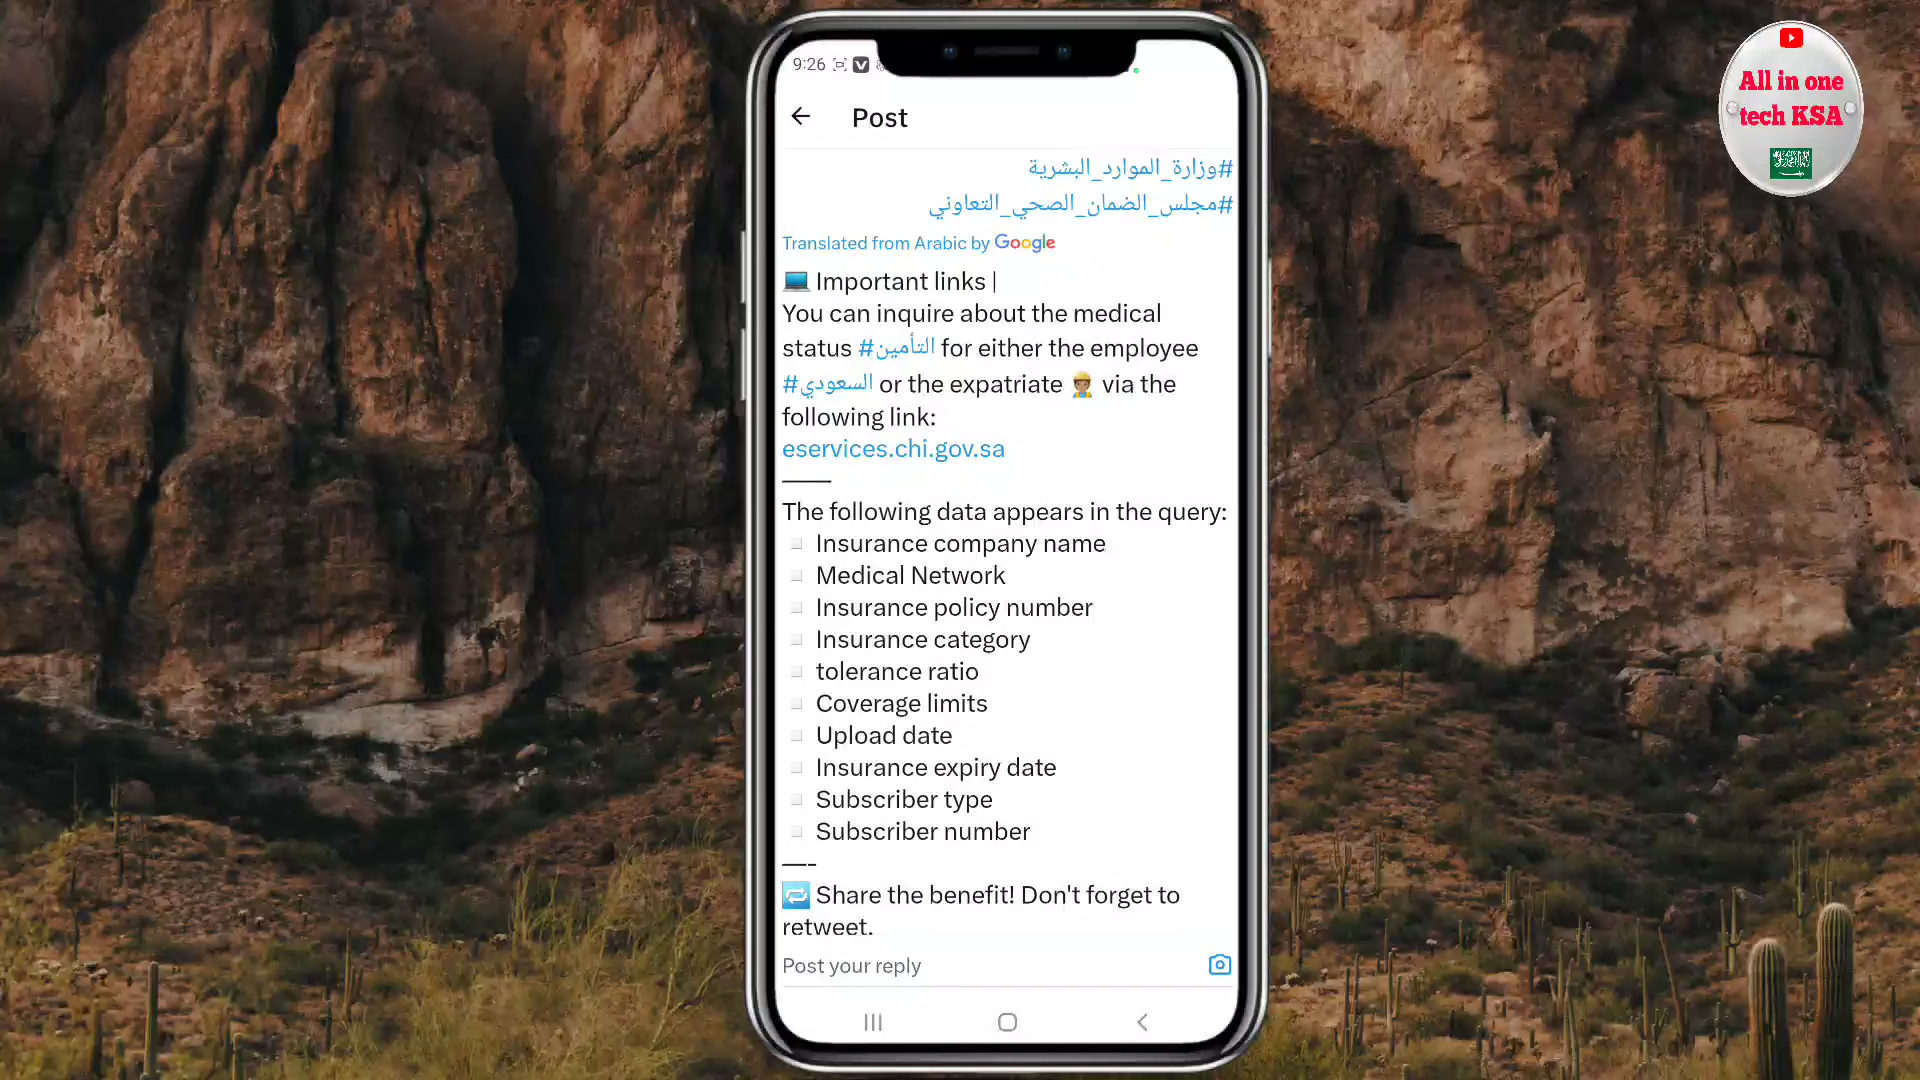 9:26
Post
#وزارة_الموارد_البشرية
#مجلس_الضمان_الصحي_التعاوني
Translated from Arabic by Google
💻 Important links |
You can inquire about the medical
status #التأمين for either the employee
#السعودي or the expatriate 👷🏽 via the
following link:
eservices.chi.gov.sa
——
The following data appears in the query:
▫️ Insurance company name
▫️ Medical Network
▫️ Insurance policy number
▫️ Insurance category
▫️ tolerance ratio
▫️ Coverage limits
▫️ Upload date
▫️ Insurance expiry date
▫️ Subscriber type
▫️ Subscriber number
—-
🔁 Share the benefit! Don't forget to
retweet.
Post your reply
All in one
tech KSA